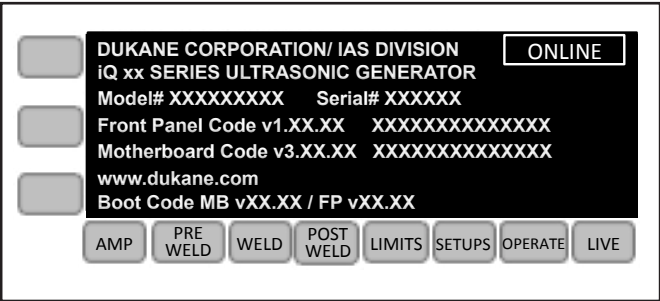 DUKANE CORPORATION/ IAS DIVISION ONLINE
iQ xx SERIES ULTRASONIC GENERATOR
Model# XXXXXXXXX Serial# XXXXXX
Front Panel Code v1.XX.XX XXXXXXXXXXXXXX
Motherboard Code v3.XX.XX XXXXXXXXXXXXXX
www.dukane.com
Boot Code MB vXX.XX / FP vXX.XX
AMP PRE WELD WELD POST WELD LIMITS SETUPS OPERATE LIVE